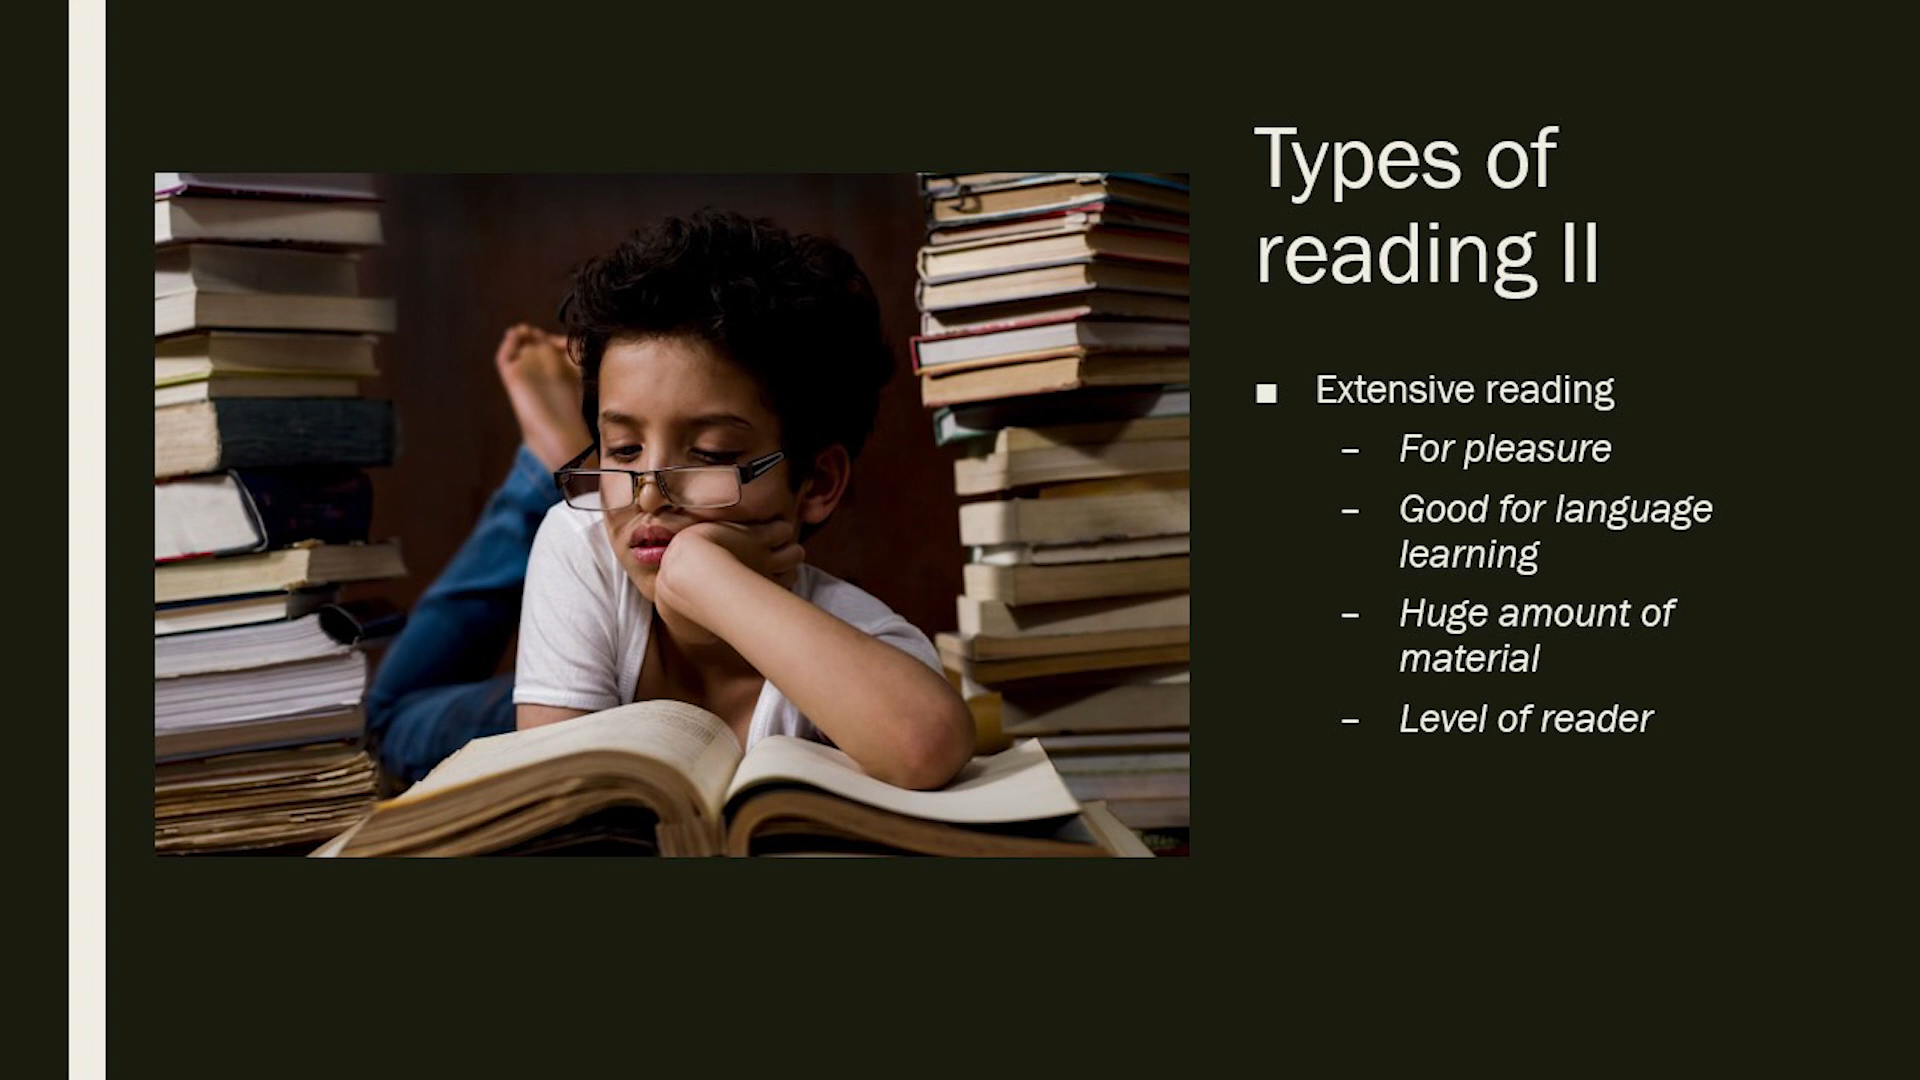 Types of
reading II
■ Extensive reading
– For pleasure
– Good for language
learning
– Huge amount of
material
– Level of reader